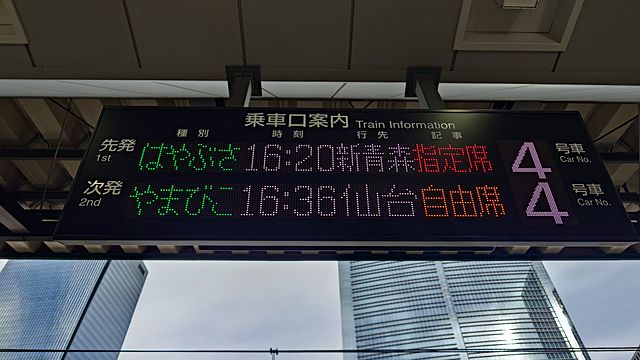 乗車口案内 Train Information
種別 時刻 行先 記事
先発 1st はやぶさ 16:20 新青森 指定席 4 号車 Car No.
次発 2nd やまびこ 16:36 仙台 自由席 4 号車 Car No.